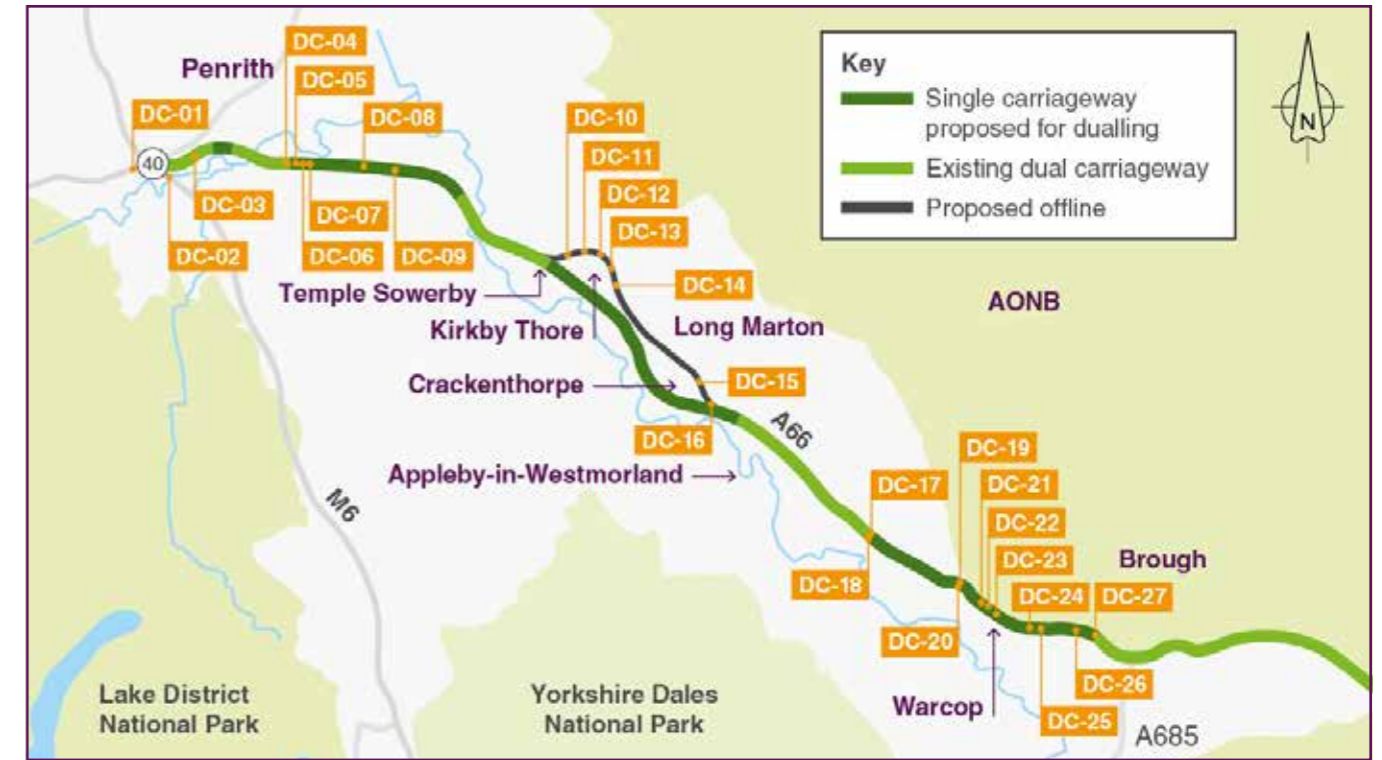 DC-04
Penrith
DC-05
DC-01
DC-08
DC-10
40
DC-11
DC-03
DC-07
DC-12
DC-13
DC-02
DC-06
DC-09
Temple Sowerby
DC-14
Kirkby Thore
Long Marton
AONB
Crackenthorpe
DC-15
DC-16
A66
Appleby-in-Westmorland
M6
DC-17
DC-19
DC-21
DC-22
DC-23
Brough
DC-18
DC-24
DC-27
DC-20
DC-26
Warcop
DC-25
A685
Lake District
National Park
Yorkshire Dales
National Park
Key
Single carriageway
proposed for dualling
Existing dual carriageway
Proposed offline
N